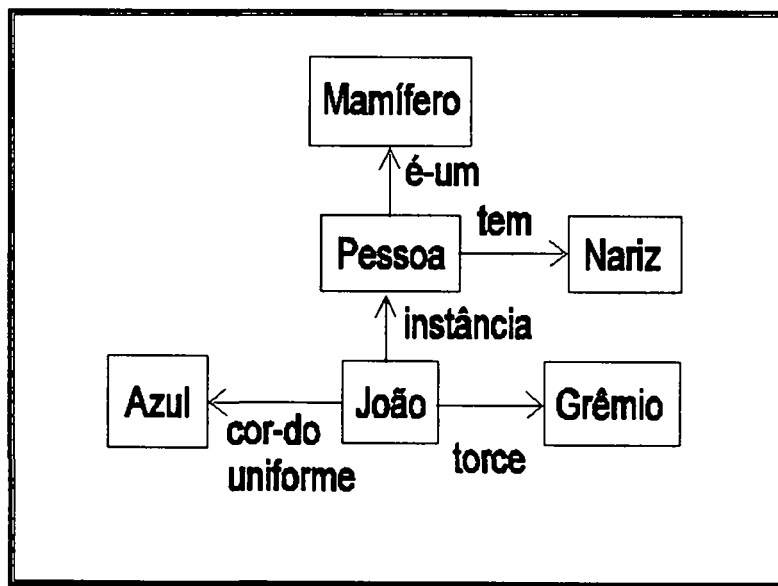 Mamífero
é-um
Pessoa
tem
Nariz
instância
Azul
cor-do
uniforme
João
torce
Grêmio